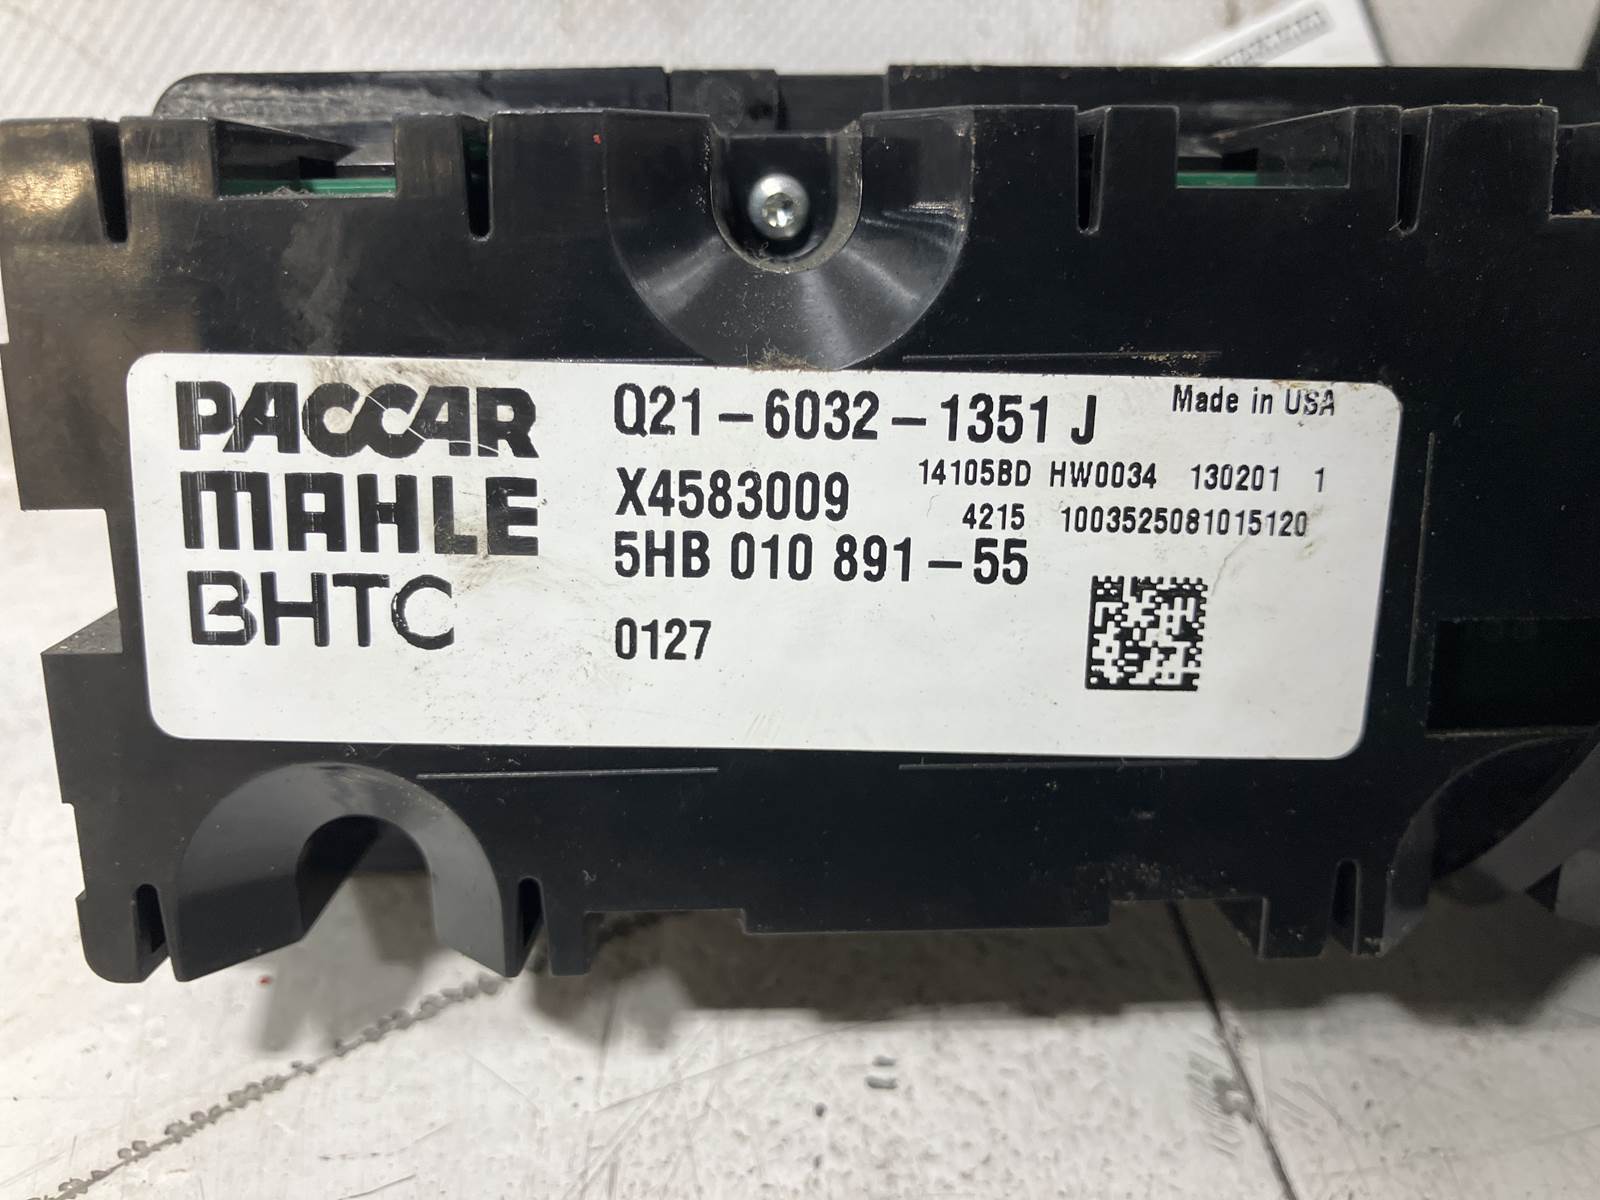 PACCAR
MAHLE
BHTC
Q21-6032-1351 J
Made in USA
X4583009
14105BD HW0034 130201 1
4215 1003525081015120
5HB 010 891-55
0127